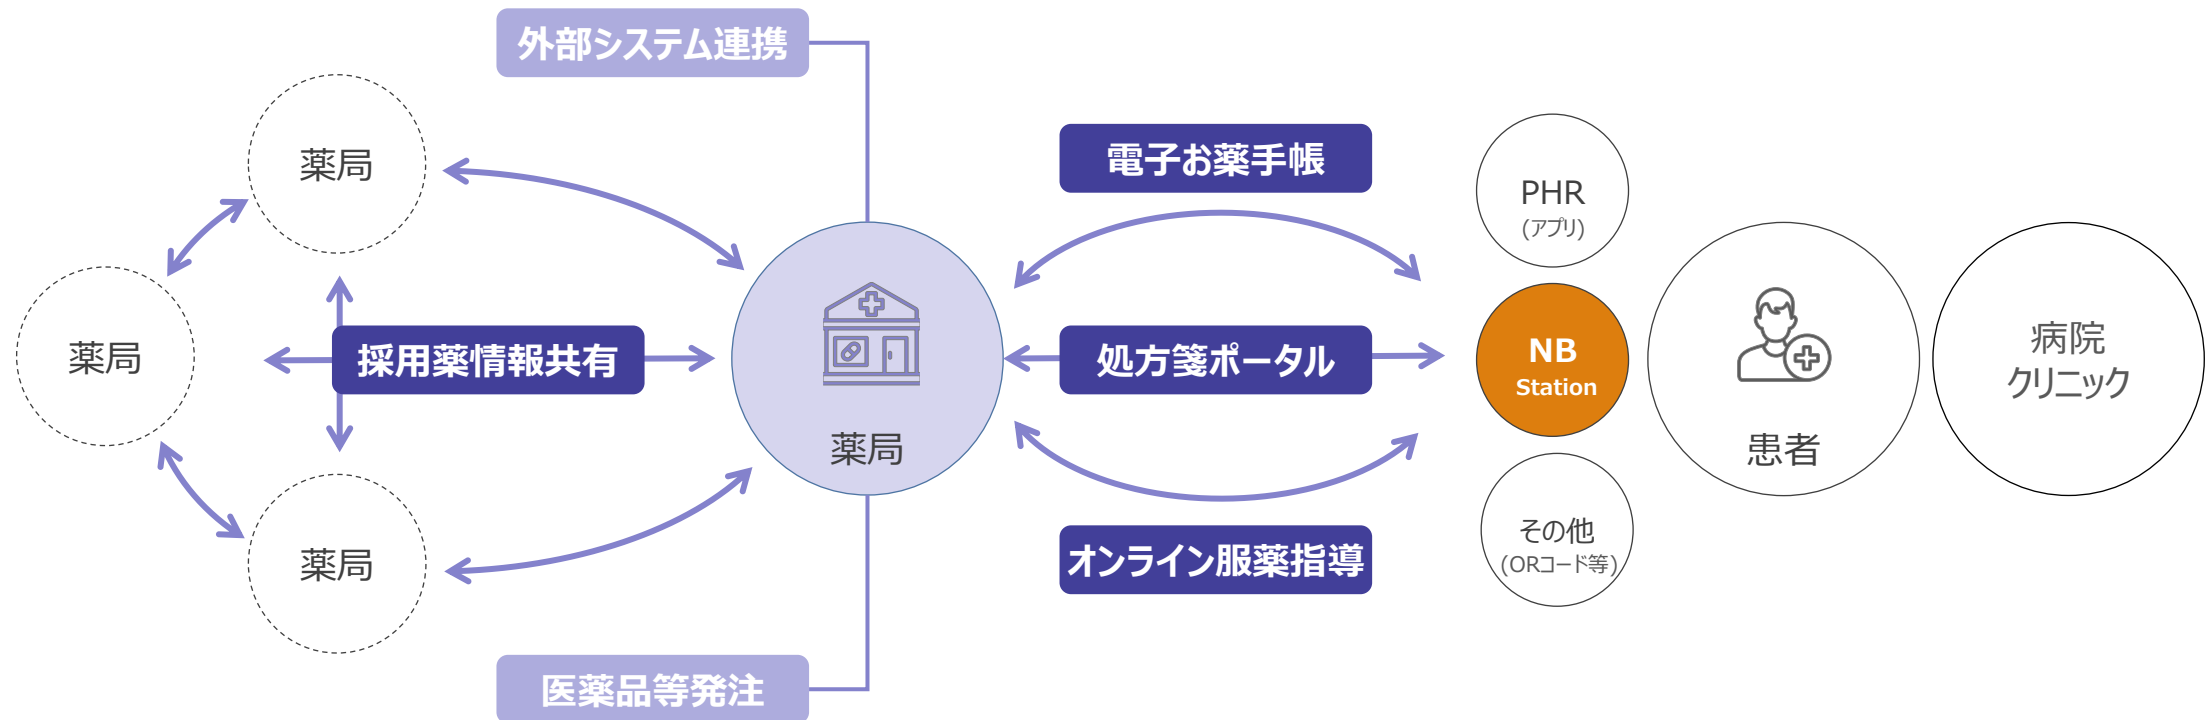 外部システム連携
薬局
電子お薬手帳
PHR
(アプリ)
薬局
採用薬情報共有
薬局
処方箋ポータル
NB
Station
患者
病院
クリニック
薬局
オンライン服薬指導
その他
(ORコード等)
医薬品等発注